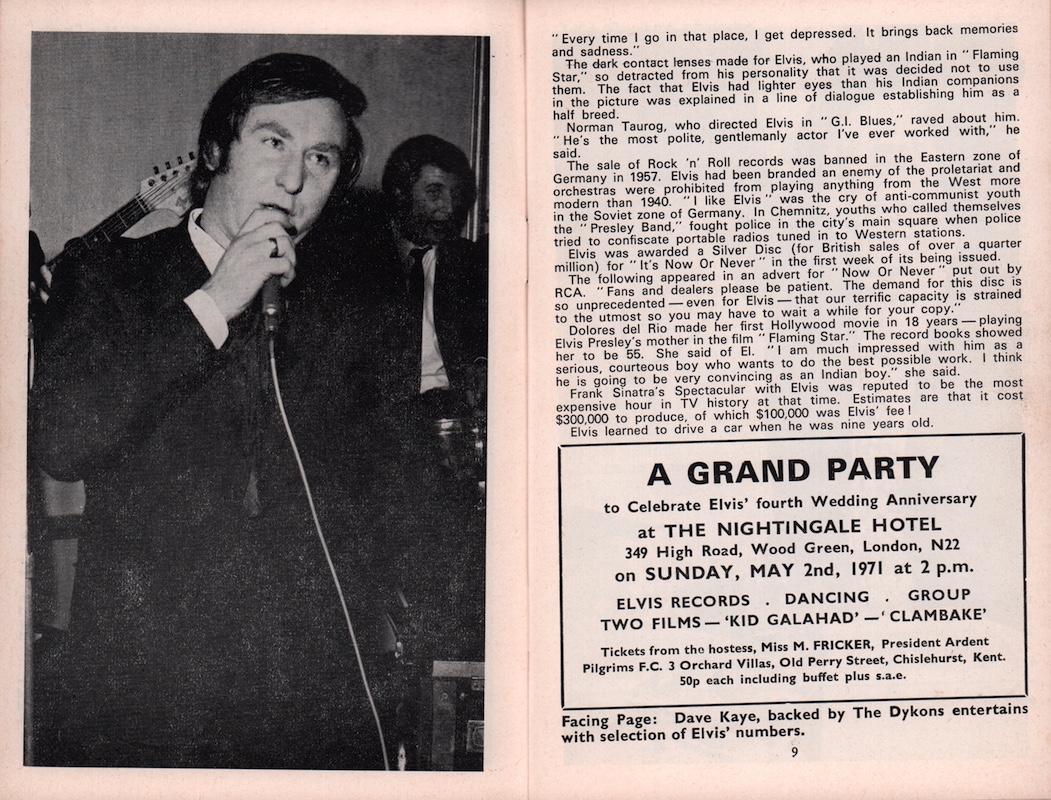 " Every time I go in that place, I get depressed. It brings back memories
and sadness."
The dark contact lenses made for Elvis, who played an Indian in " Flaming
Star," so detracted from his personality that it was decided not to use
them. The fact that Elvis had lighter eyes than his Indian companions
in the picture was explained in a line of dialogue establishing him as a
half breed.
Norman Taurog, who directed Elvis in " G.I. Blues," raved about him.
" He's the most polite, gentlemanly actor I've ever worked with," he
said.
The sale of Rock 'n' Roll records was banned in the Eastern zone of
Germany in 1957. Elvis had been branded an enemy of the proletariat and
orchestras were prohibited from playing anything from the West more
modern than 1940. " I like Elvis " was the cry of anti-communist youth
in the Soviet zone of Germany. In Chemnitz, youths who called themselves
the " Presley Band," fought police in the city's main square when police
tried to confiscate portable radios tuned in to Western stations.
Elvis was awarded a Silver Disc (for British sales of over a quarter
million) for " It's Now Or Never " in the first week of its being issued.
The following appeared in an advert for " Now Or Never " put out by
RCA. " Fans and dealers please be patient. The demand for this disc is
so unprecedented — even for Elvis — that our terrific capacity is strained
to the utmost so you may have to wait a while for your copy."
Dolores del Rio made her first Hollywood movie in 18 years — playing
Elvis Presley's mother in the film " Flaming Star." The record books showed
her to be 55. She said of El. " I am much impressed with him as a
serious, courteous boy who wants to do the best possible work. I think
he is going to be very convincing as an Indian boy." she said.
Frank Sinatra's Spectacular with Elvis was reputed to be the most
expensive hour in TV history at that time. Estimates are that it cost
$300,000 to produce, of which $100,000 was Elvis' fee !
Elvis learned to drive a car when he was nine years old.
A GRAND PARTY
to Celebrate Elvis' fourth Wedding Anniversary
at THE NIGHTINGALE HOTEL
349 High Road, Wood Green, London, N22
on SUNDAY, MAY 2nd, 1971 at 2 p.m.
ELVIS RECORDS . DANCING . GROUP
TWO FILMS — 'KID GALAHAD' — 'CLAMBAKE'
Tickets from the hostess, Miss M. FRICKER, President Ardent
Pilgrims F.C. 3 Orchard Villas, Old Perry Street, Chislehurst, Kent.
50p each including buffet plus s.a.e.
Facing Page: Dave Kaye, backed by The Dykons entertains
with selection of Elvis' numbers.
9